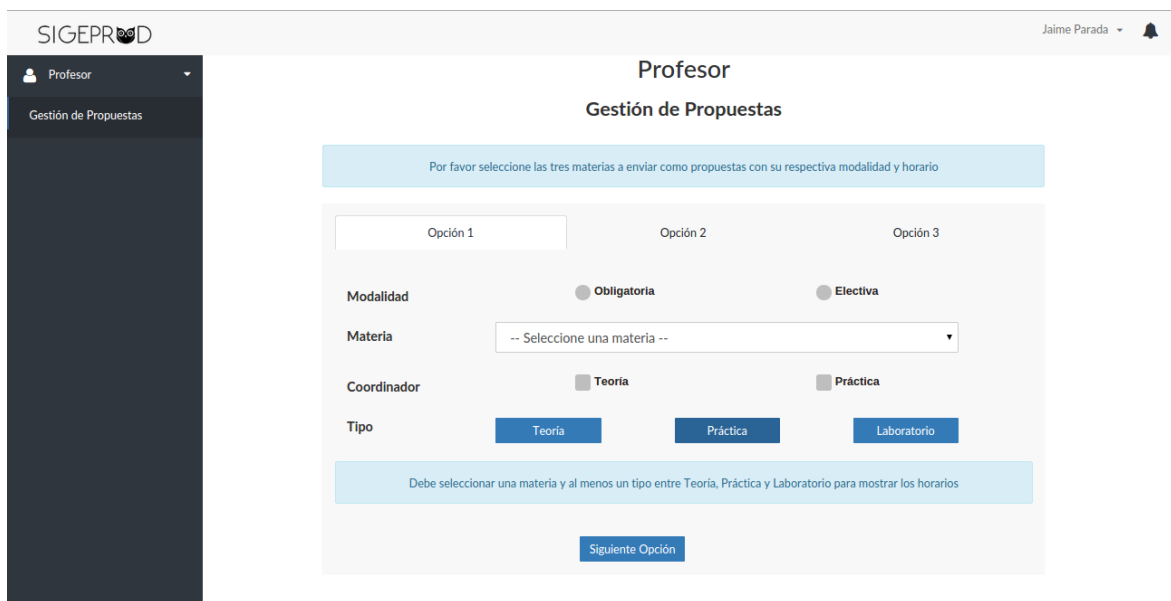 SIGEPROD
Jaime Parada
Profesor
Gestión de Propuestas
Profesor
Gestión de Propuestas
Por favor seleccione las tres materias a enviar como propuestas con su respectiva modalidad y horario
Opción 1 Opción 2 Opción 3
Modalidad Obligatoria Electiva
Materia -- Seleccione una materia --
Coordinador Teoría Práctica
Tipo Teoría Práctica Laboratorio
Debe seleccionar una materia y al menos un tipo entre Teoría, Práctica y Laboratorio para mostrar los horarios
Siguiente Opción